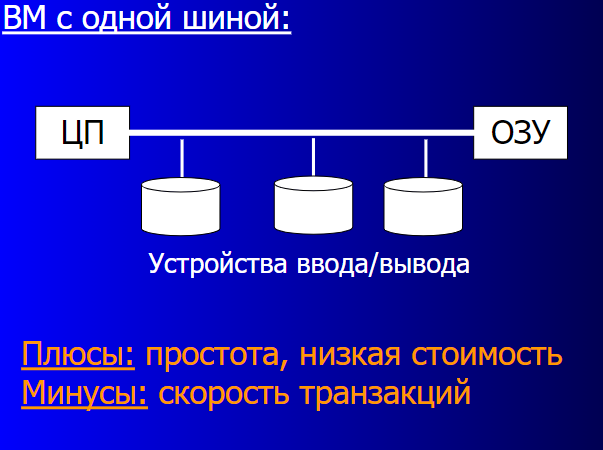 ВМ с одной шиной:
ЦП
ОЗУ
Устройства ввода/вывода
Плюсы: простота, низкая стоимость
Минусы: скорость транзакций